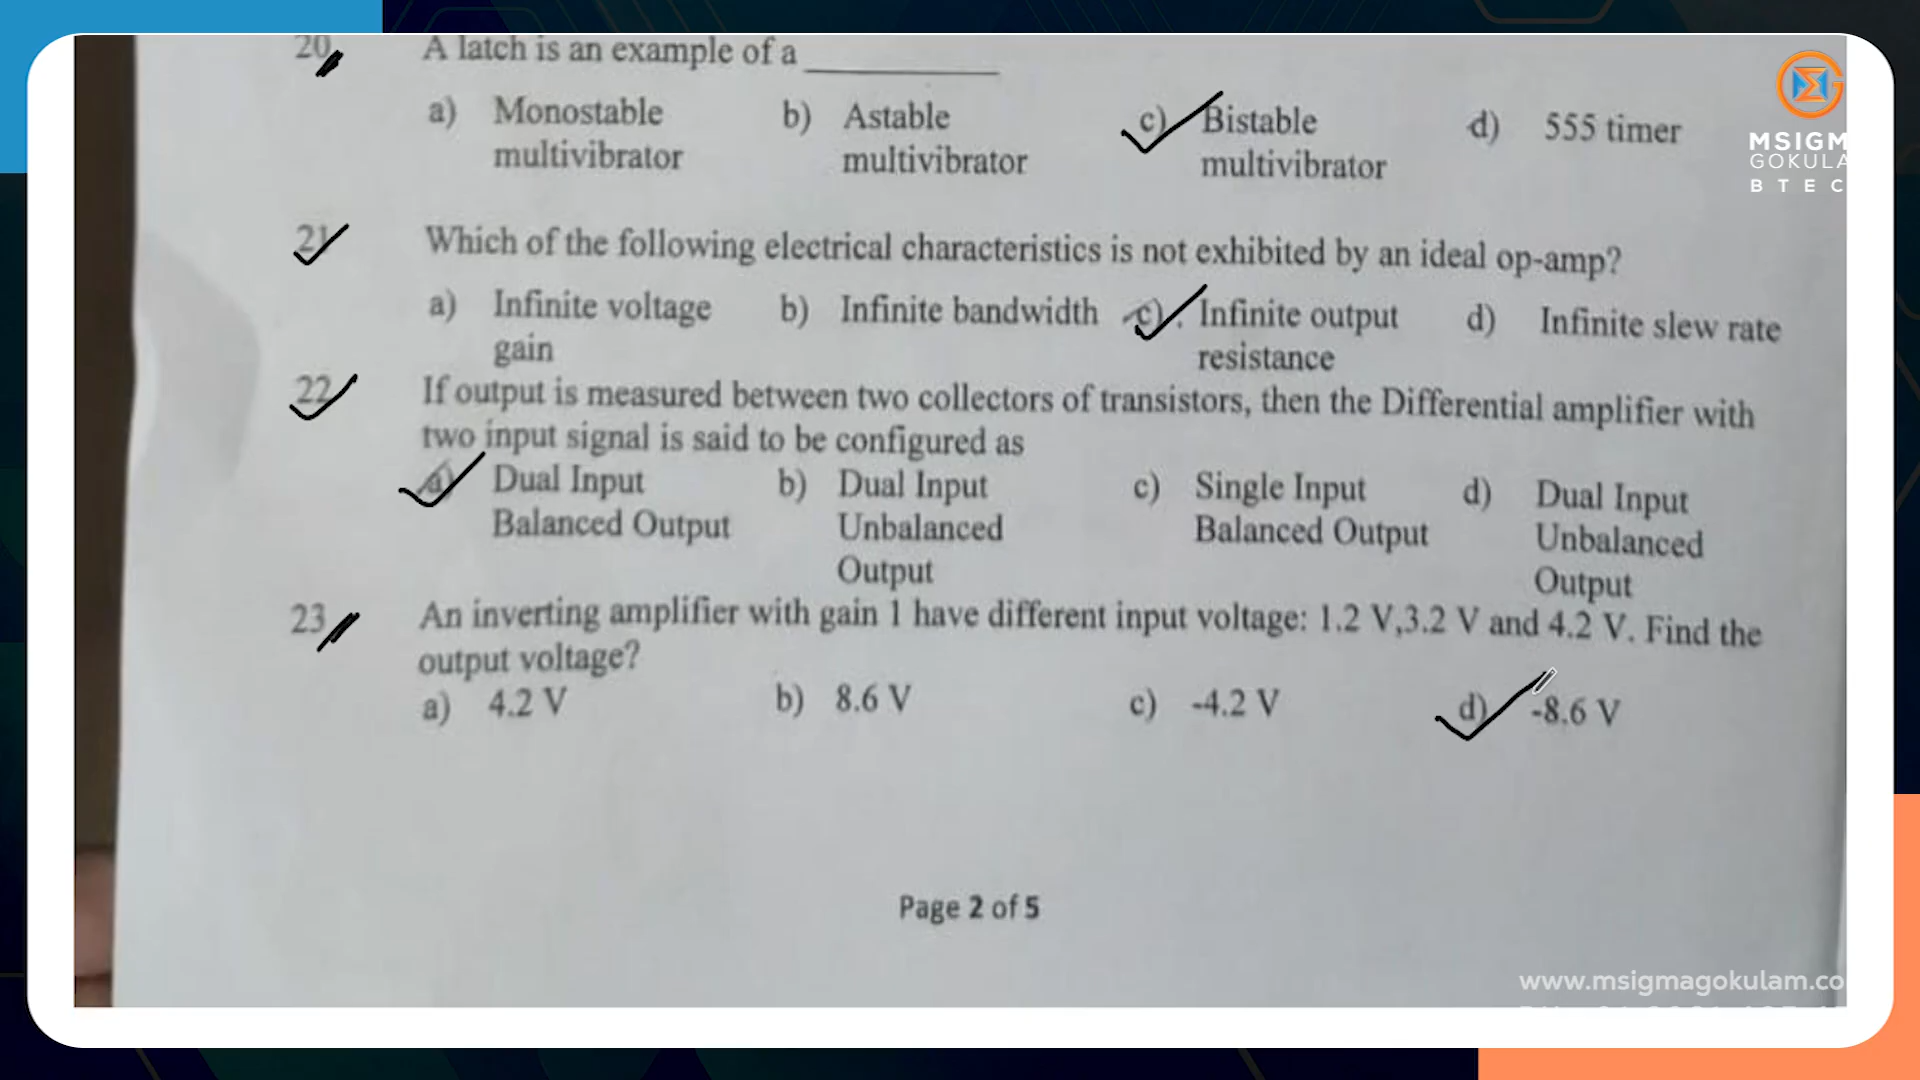 20 A latch is an example of a __________
a) Monostable multivibrator b) Astable multivibrator c) Bistable multivibrator d) 555 timer
21 Which of the following electrical characteristics is not exhibited by an ideal op-amp?
a) Infinite voltage gain b) Infinite bandwidth c) Infinite output resistance d) Infinite slew rate
22 If output is measured between two collectors of transistors, then the Differential amplifier with
two input signal is said to be configured as
a) Dual Input Balanced Output b) Dual Input Unbalanced Output c) Single Input Balanced Output d) Dual Input Unbalanced Output
23 An inverting amplifier with gain 1 have different input voltage: 1.2 V,3.2 V and 4.2 V. Find the
output voltage?
a) 4.2 V b) 8.6 V c) -4.2 V d) -8.6 V
Page 2 of 5
MSIGM
GOKULA
BTEC
www.msigmagokulam.co